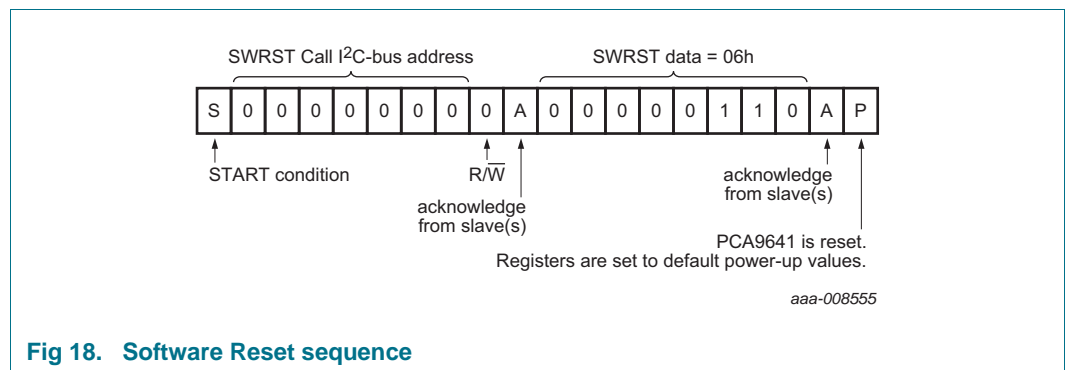 SWRST Call I2C-bus address SWRST data = 06h
S 0 0 0 0 0 0 0 0 A 0 0 0 0 0 1 1 0 A P
START condition R/W acknowledge
from slave(s)
acknowledge
from slave(s)
PCA9641 is reset.
Registers are set to default power-up values.
aaa-008555
Fig 18. Software Reset sequence